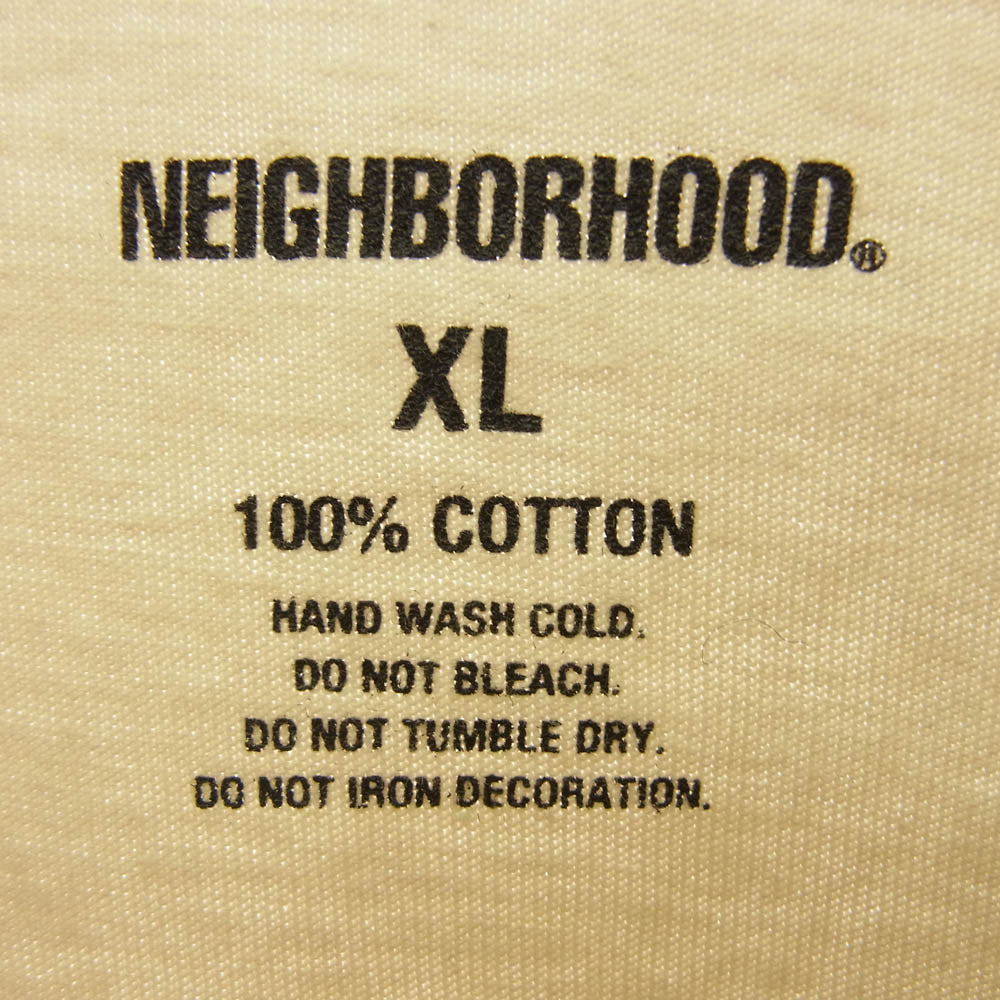 NEIGHBORHOOD®
XL
100% COTTON
HAND WASH COLD.
DO NOT BLEACH.
DO NOT TUMBLE DRY.
DO NOT IRON DECORATION.